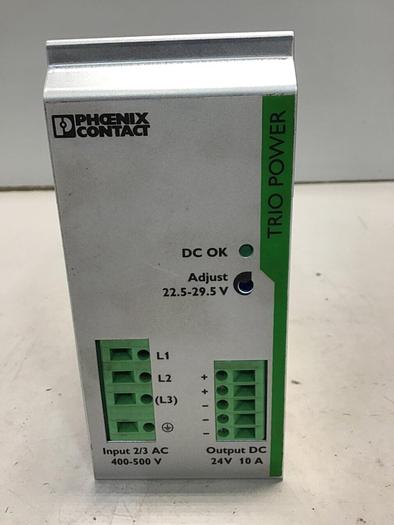 PHŒNIX
CONTACT
TRIO POWER
DC OK
Adjust
22.5-29.5 V
L1
L2
(L3)
+
+
-
-
-
Input 2/3 AC
400-500 V
Output DC
24V 10 A